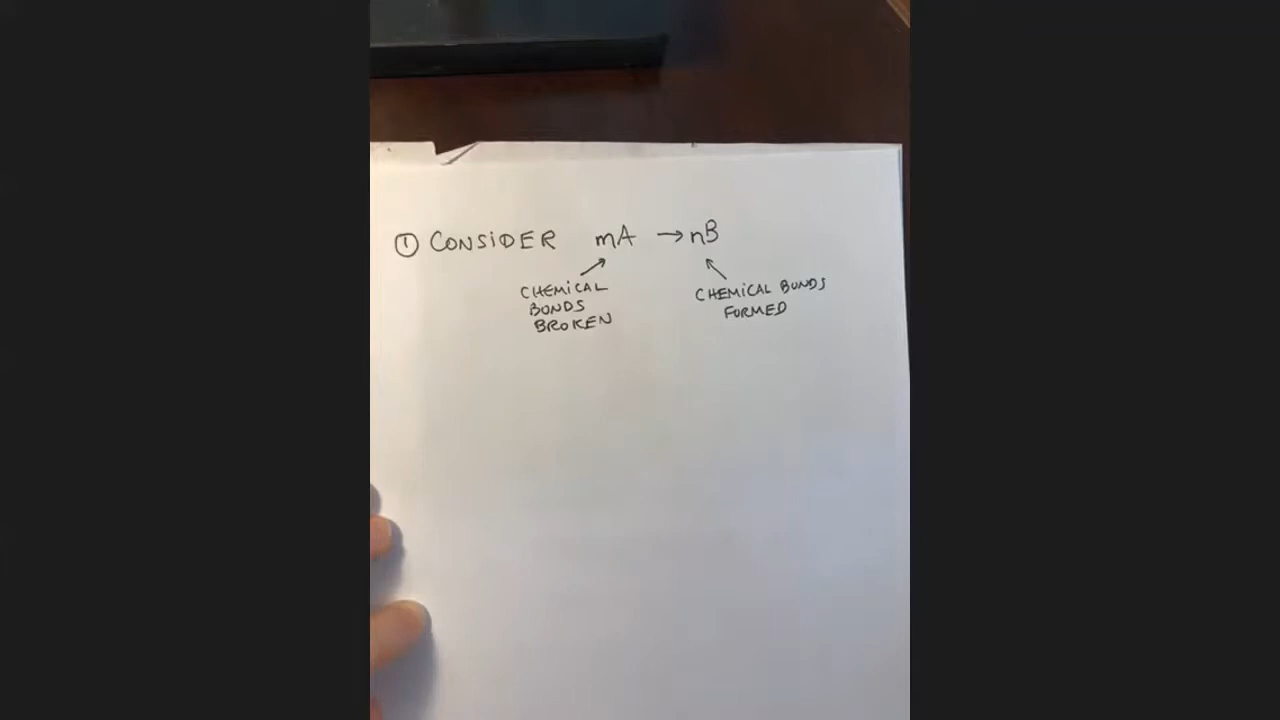 ① CONSIDER mA → nB
CHEMICAL
BONDS
BROKEN
CHEMICAL BONDS
FORMED